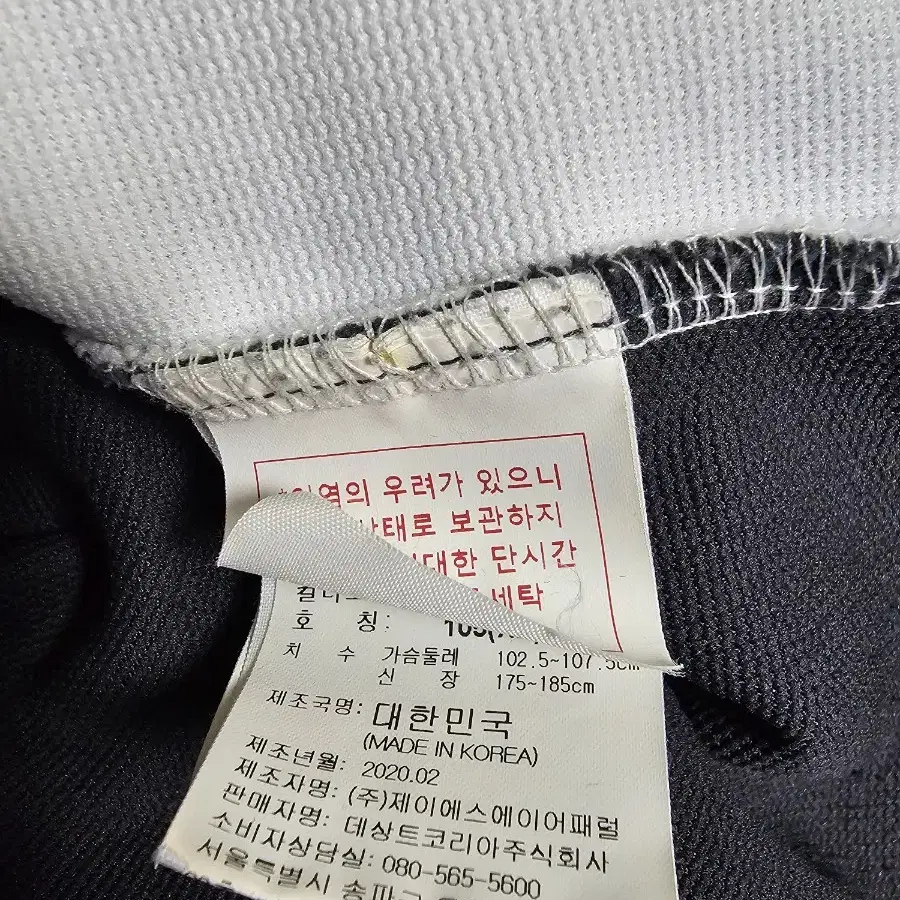 이염의 우려가 있으니
상태로 보관하지
최대한 단시간
세탁
호 칭:
치 수 가슴둘레 102.5~107.5cm
신 장 175~185cm
제조국명: 대한민국
(MADE IN KOREA)
제조년월: 2020.02
제조자명: (주)제이에스에이어패럴
판매자명: 데상트코리아주식회사
소비자상담실: 080-565-5600
서울특별시 송파구